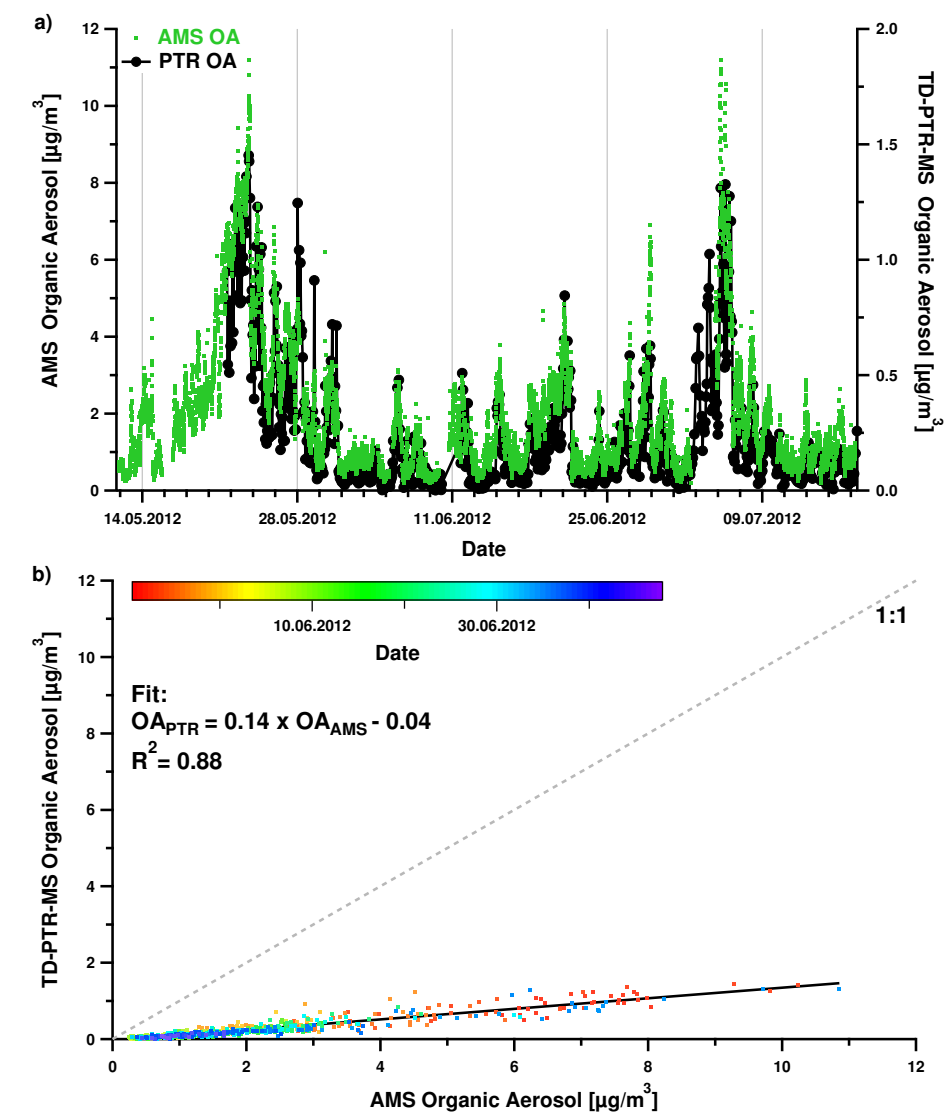 a)
AMS OA
PTR OA
12
10
8
6
4
2
0
AMS Organic Aerosol [µg/m³]
2.0
1.5
1.0
0.5
0.0
TD-PTR-MS Organic Aerosol [µg/m³]
14.05.2012 28.05.2012 11.06.2012 25.06.2012 09.07.2012
Date
b)
12
10
8
6
4
2
0
TD-PTR-MS Organic Aerosol [µg/m³]
10.06.2012 30.06.2012
Date
1:1
Fit:
OA_PTR = 0.14 x OA_AMS - 0.04
R² = 0.88
0 2 4 6 8 10 12
AMS Organic Aerosol [µg/m³]